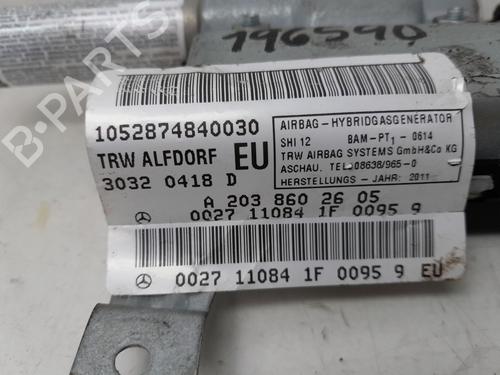 196590
B-PARTS
1052874840030
TRW ALFDORF EU
30320418 D
AIRBAG - HYBRIDGASGENERATOR
SHI 12 BAM-PT1 - 0614
TRW AIRBAG SYSTEMS GmbH&Co KG
ASCHAU. TEL.:08638/965-0
HERSTELLUNGS - JAHR: 2011
A 203 860 26 05
0027 11084 1F 0095 9
0027 11084 1F 0095 9 EU